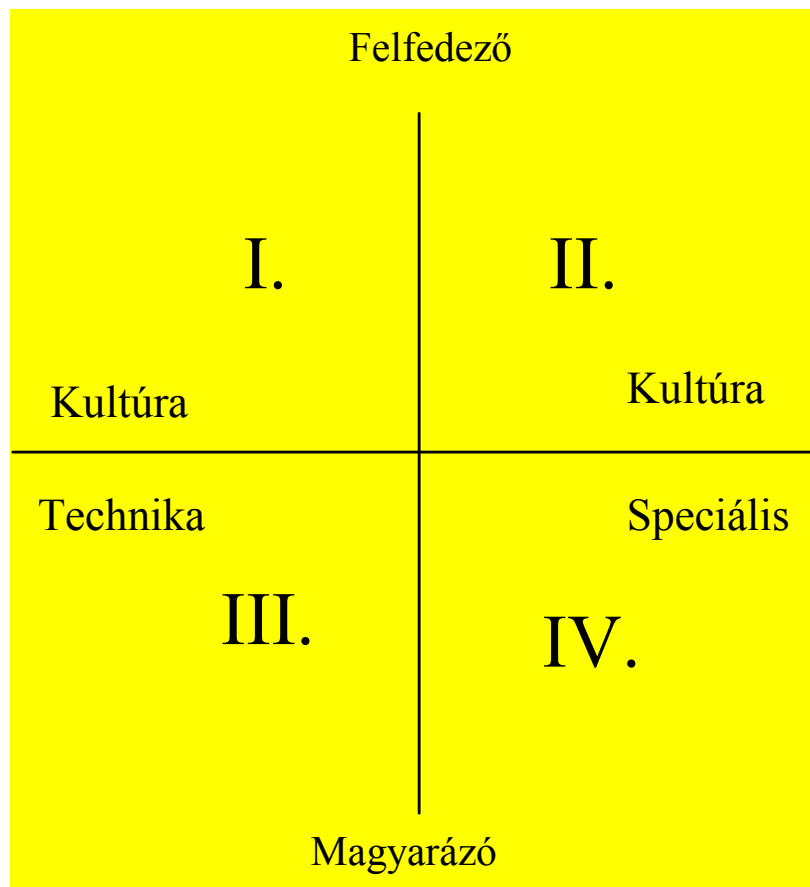 Felfedező
I. II.
Kultúra Kultúra
Technika Speciális
III. IV.
Magyarázó